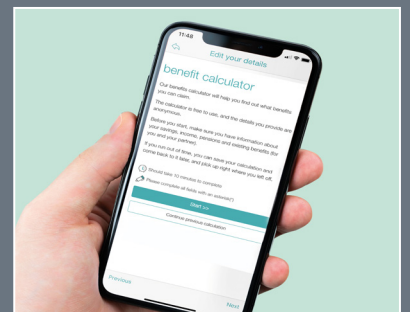 11:48
Edit your details
benefit calculator
Our benefits calculator will help you find out what benefits
you can claim.
The calculator is free to use, and the details you provide are
anonymous.
Before you start, make sure you have information about
your savings, income, pensions and existing benefits (for
you and your partner).
If you run out of time, you can save your calculation and
come back to it later, and pick up right where you left off.
Should take 10 minutes to complete
Please complete all fields with an asterisk(*)
Start >>
Continue previous calculation
Previous
Next